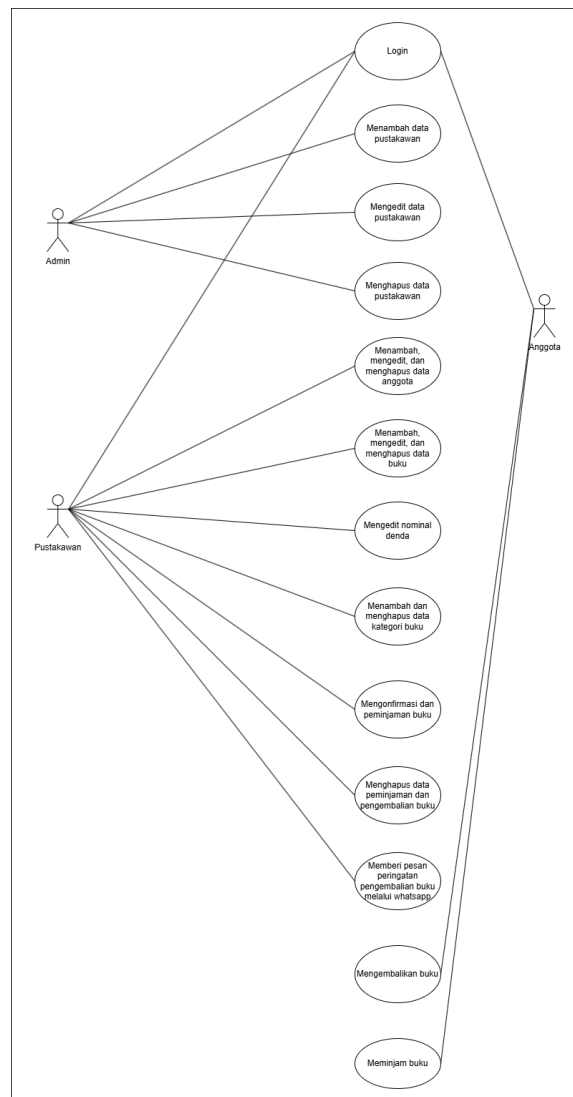 Login
Menambah data
pustakawan
Mengedit data
pustakawan
Admin
Menghapus data
pustakawan
Anggota
Menambah,
mengedit, dan
menghapus data
anggota
Menambah,
mengedit, dan
menghapus data
buku
Mengedit nominal
denda
Pustakawan
Menambah dan
menghapus data
kategori buku
Mengonfirmasi dan
peminjaman buku
Menghapus data
peminjaman dan
pengembalian buku
Memberi pesan
peringatan
pengembalian buku
melalui whatsapp
Mengembalikan buku
Meminjam buku